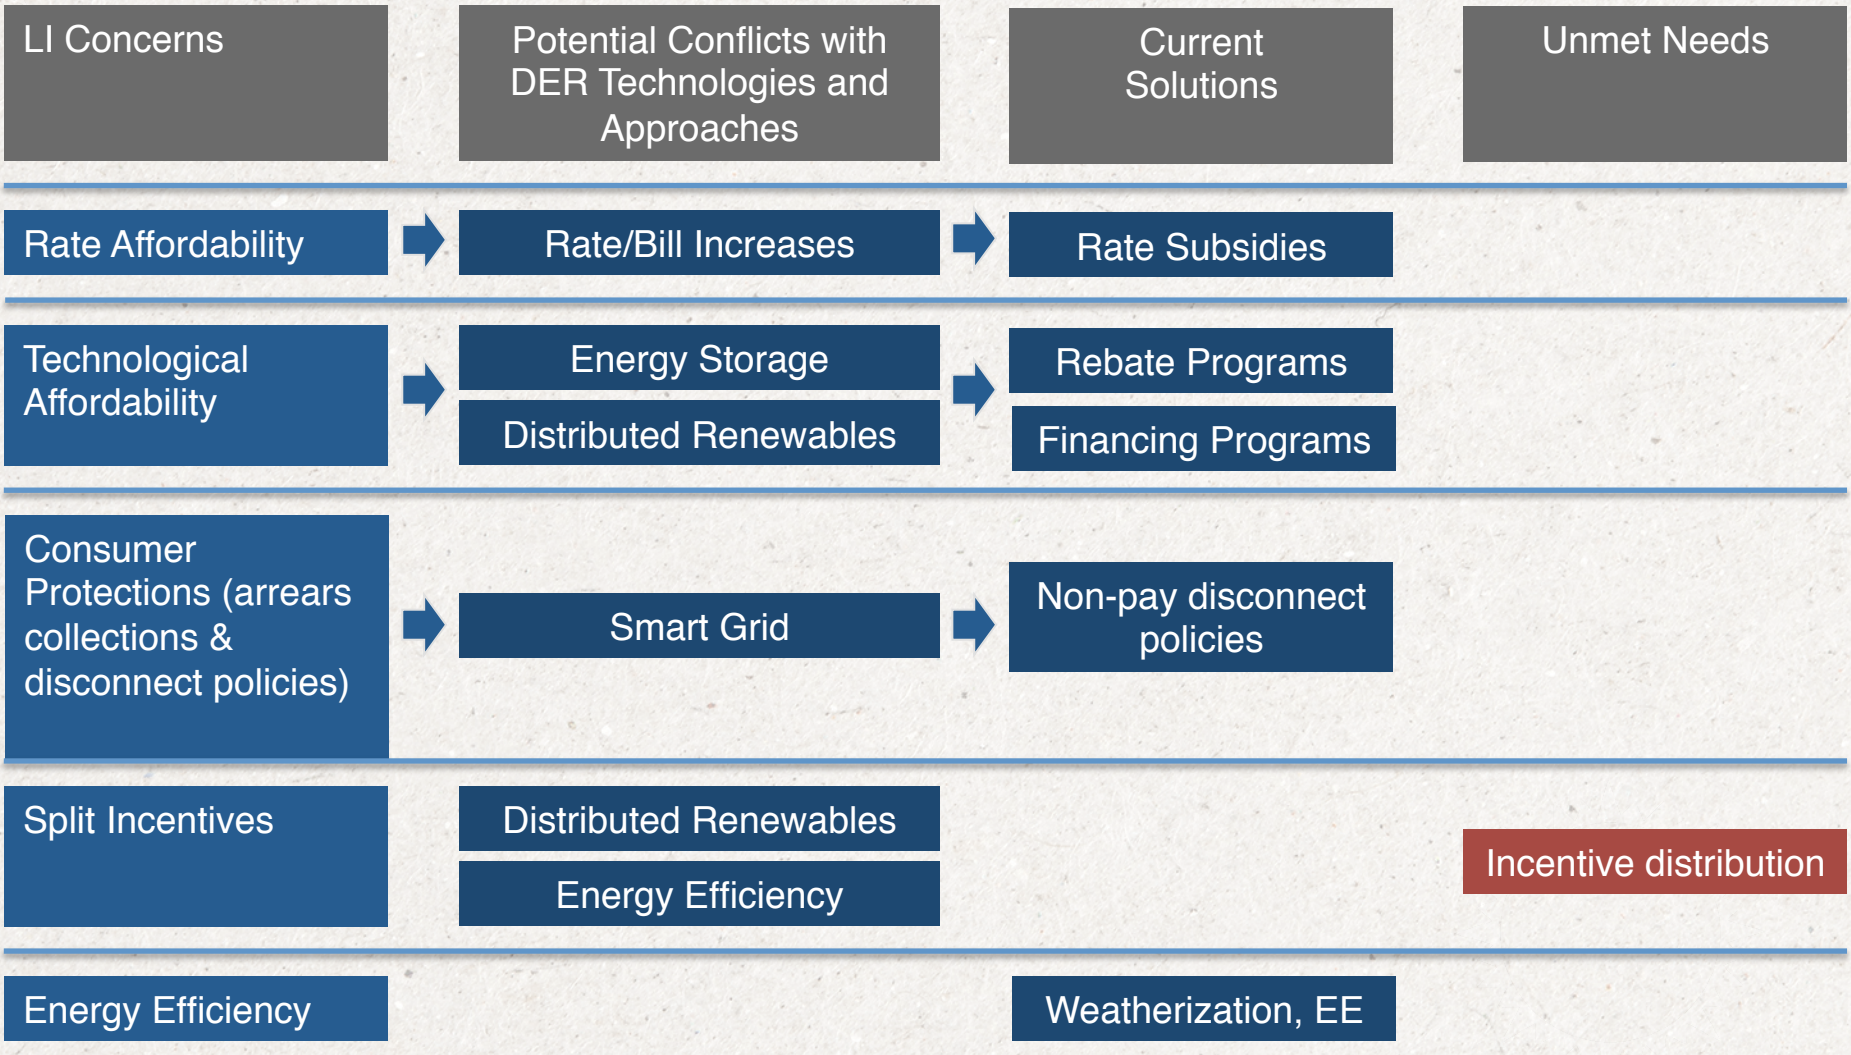 LI Concerns
Potential Conflicts with
DER Technologies and
Approaches
Current
Solutions
Unmet Needs
Rate Affordability
Rate/Bill Increases
Rate Subsidies
Technological
Affordability
Energy Storage
Distributed Renewables
Rebate Programs
Financing Programs
Consumer
Protections (arrears
collections &
disconnect policies)
Smart Grid
Non-pay disconnect
policies
Split Incentives
Distributed Renewables
Energy Efficiency
Incentive distribution
Energy Efficiency
Weatherization, EE